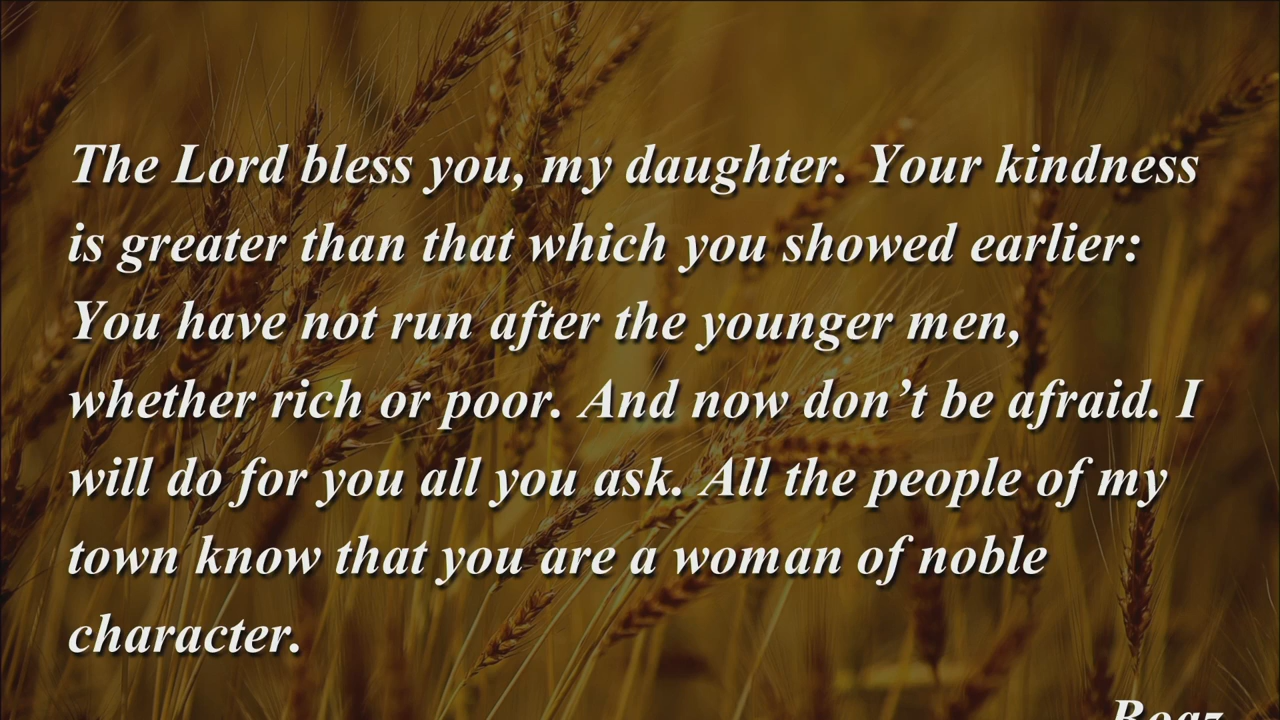 The Lord bless you, my daughter. Your kindness
is greater than that which you showed earlier:
You have not run after the younger men,
whether rich or poor. And now don’t be afraid. I
will do for you all you ask. All the people of my
town know that you are a woman of noble
character.
Boaz